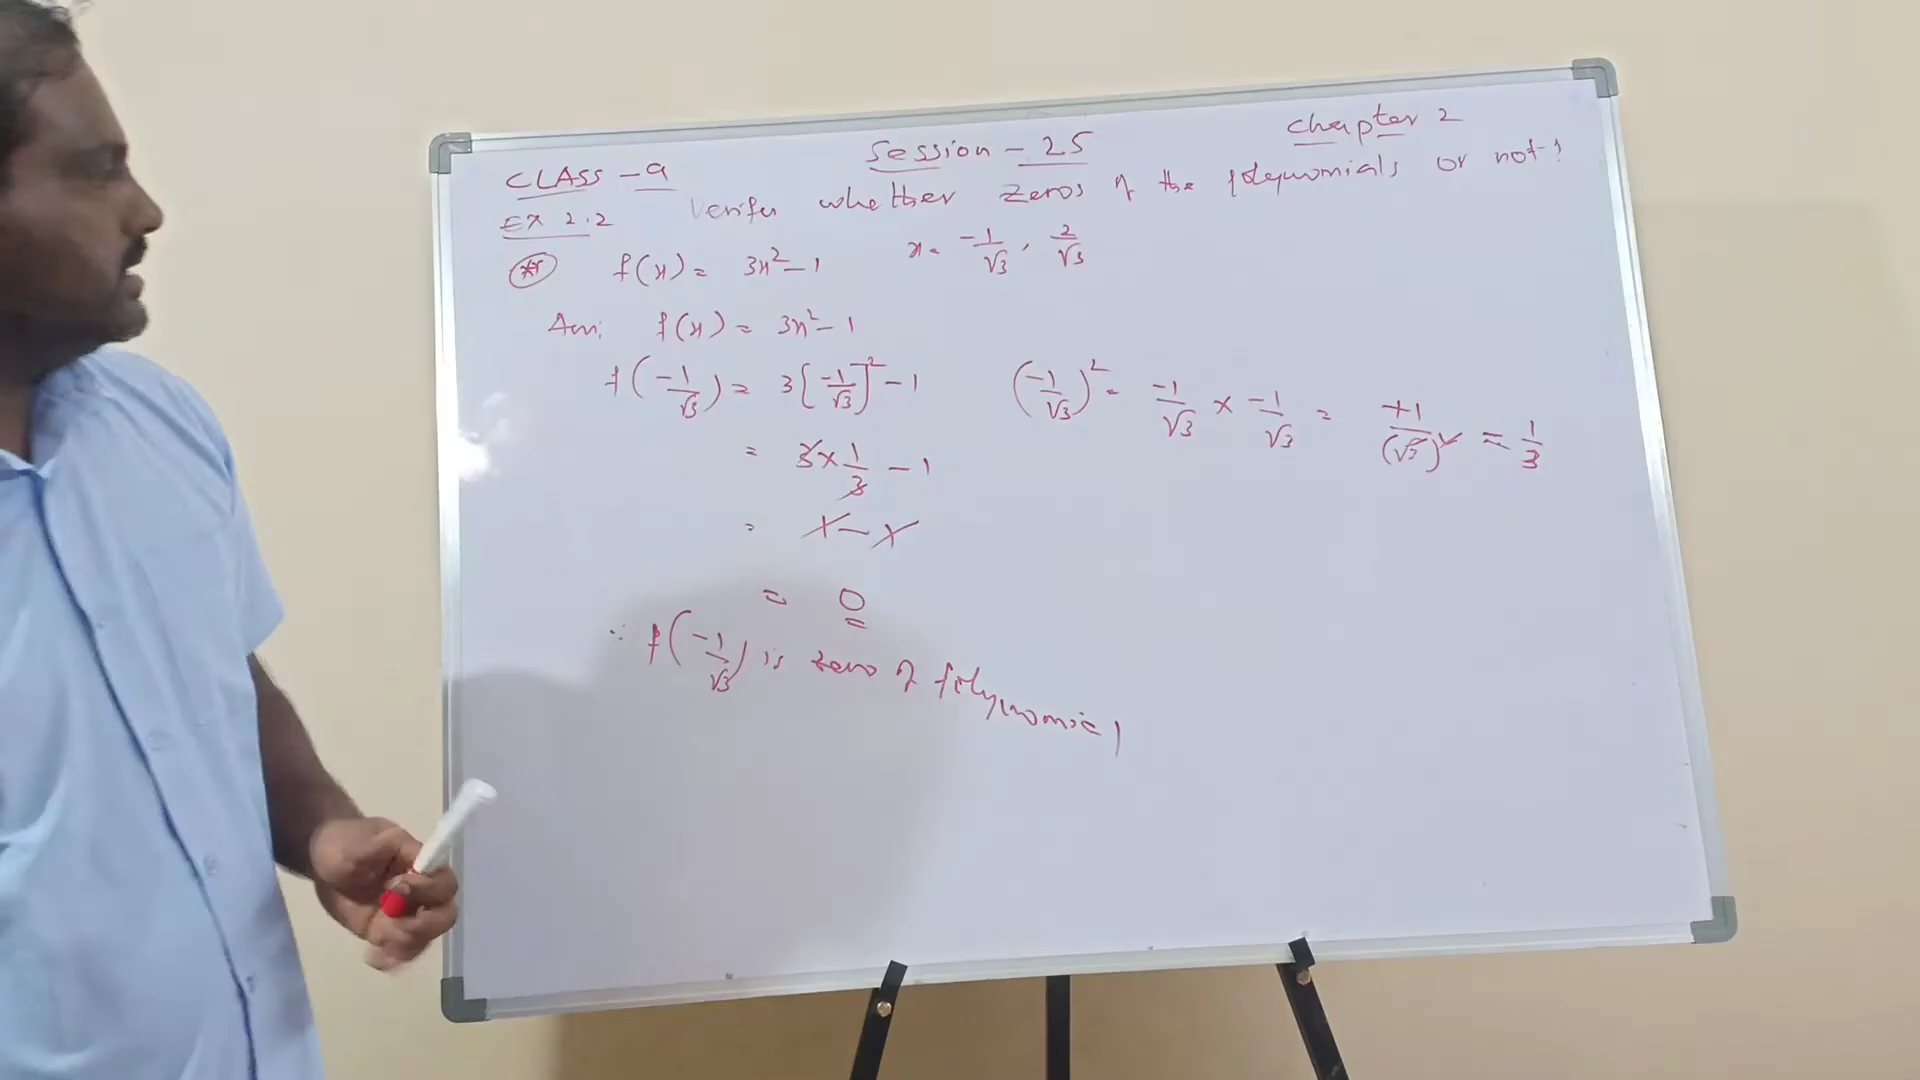 CLASS - 9 Session - 25 Chapter 2
EX 2.2 Verify whether zeros of the polynomials or not!
** f(x) = 3x² - 1 x = -1/√3, 2/√3
Ans: f(x) = 3x² - 1
f(-1/√3) = 3[-1/√3]² - 1 (-1/√3)² = -1/√3 × -1/√3 = +1/(√3)² = 1/3
= 3 × 1/3 - 1
= 1 - 1
= 0
∵ f(-1/√3) is zero of polynomial